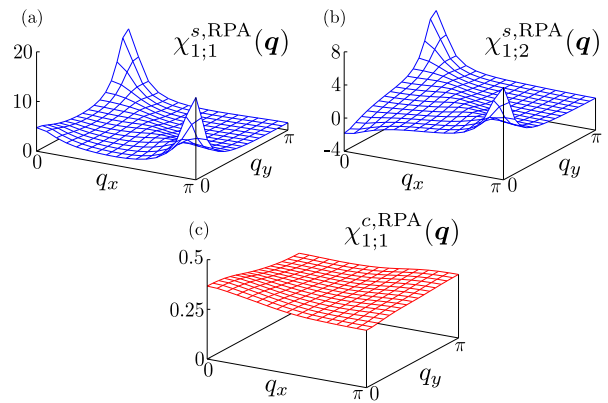 (a)
χ^{s,RPA}_{1;1}(q)
20
10
0
0
q_x
π
0
q_y
π
(b)
χ^{s,RPA}_{1;2}(q)
8
4
0
-4
0
q_x
π
0
q_y
π
(c)
χ^{c,RPA}_{1;1}(q)
0.5
0.25
0
0
q_x
π
0
q_y
π